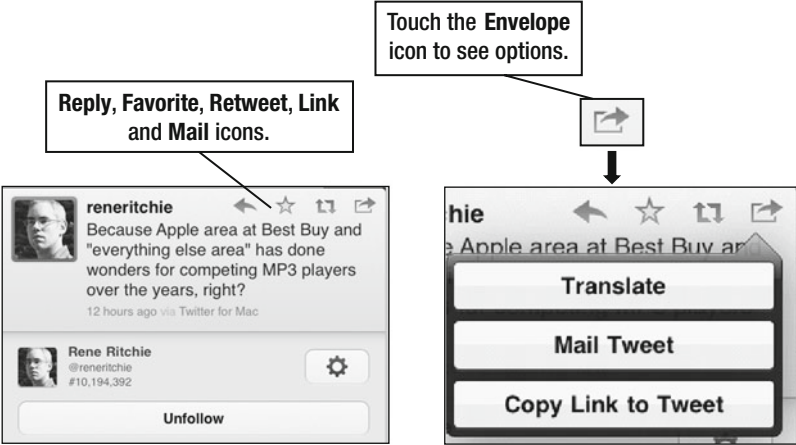 Touch the Envelope
icon to see options.
Reply, Favorite, Retweet, Link
and Mail icons.
reneritchie
Because Apple area at Best Buy and
"everything else area" has done
wonders for competing MP3 players
over the years, right?
12 hours ago via Twitter for Mac
Rene Ritchie
@reneritchie
#10,194,392
Unfollow
hie
Apple area at Best Buy and
Translate
Mail Tweet
Copy Link to Tweet